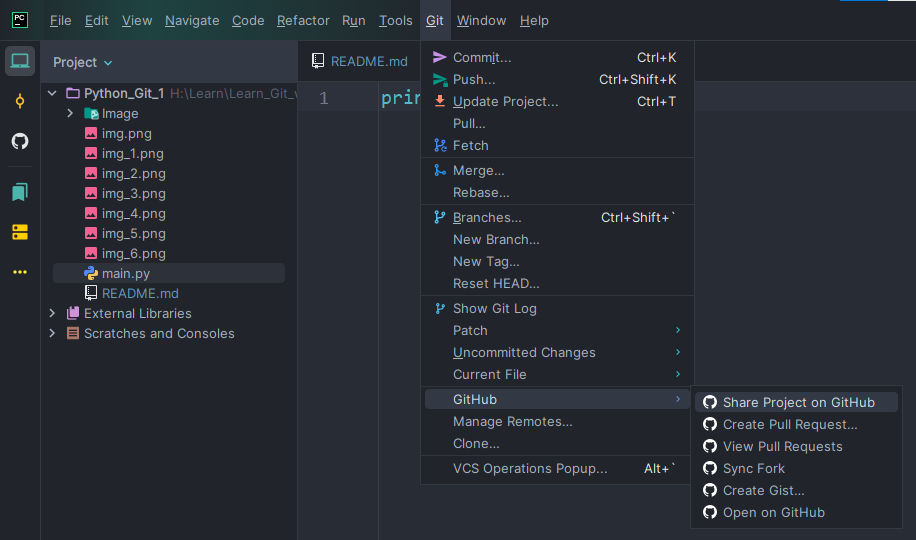 PC
File Edit View Navigate Code Refactor Run Tools Git Window Help
Project
README.md
Python_Git_1 H:\Learn\Learn_Git_
Image
img.png
img_1.png
img_2.png
img_3.png
img_4.png
img_5.png
img_6.png
main.py
README.md
External Libraries
Scratches and Consoles
1
prin
Commit... Ctrl+K
Push... Ctrl+Shift+K
Update Project... Ctrl+T
Pull...
Fetch
Merge...
Rebase...
Branches... Ctrl+Shift+`
New Branch...
New Tag...
Reset HEAD...
Show Git Log
Patch
Uncommitted Changes
Current File
GitHub
Manage Remotes...
Clone...
VCS Operations Popup... Alt+`
Share Project on GitHub
Create Pull Request...
View Pull Requests
Sync Fork
Create Gist...
Open on GitHub